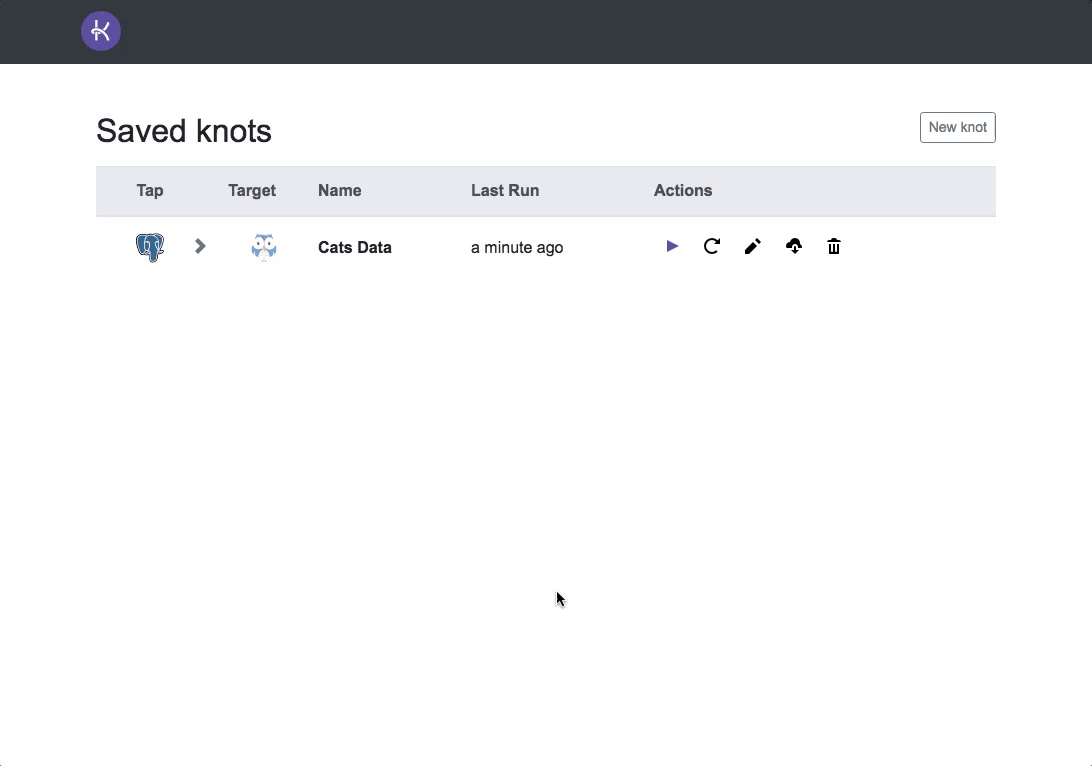 Saved knots
New knot
Tap Target Name Last Run Actions
Cats Data a minute ago